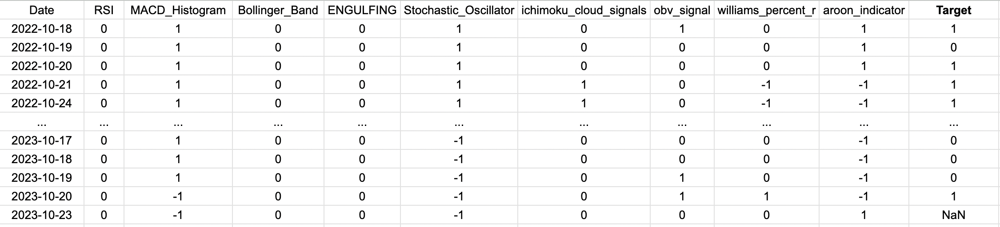 Date RSI MACD_Histogram Bollinger_Band ENGULFING Stochastic_Oscillator ichimoku_cloud_signals obv_signal williams_percent_r aroon_indicator Target
2022-10-18 0 1 0 0 1 0 1 0 1 1
2022-10-19 0 1 0 0 1 0 0 0 1 0
2022-10-20 0 1 0 0 1 0 0 0 1 1
2022-10-21 0 1 0 0 1 1 0 -1 -1 1
2022-10-24 0 1 0 0 1 1 0 -1 -1 1
... ... ... ... ... ... ... ... ... ... ...
2023-10-17 0 1 0 0 -1 0 0 0 -1 0
2023-10-18 0 1 0 0 -1 0 0 0 -1 0
2023-10-19 0 1 0 0 -1 0 1 0 -1 0
2023-10-20 0 -1 0 0 -1 0 1 1 -1 1
2023-10-23 0 -1 0 0 -1 0 0 0 1 NaN